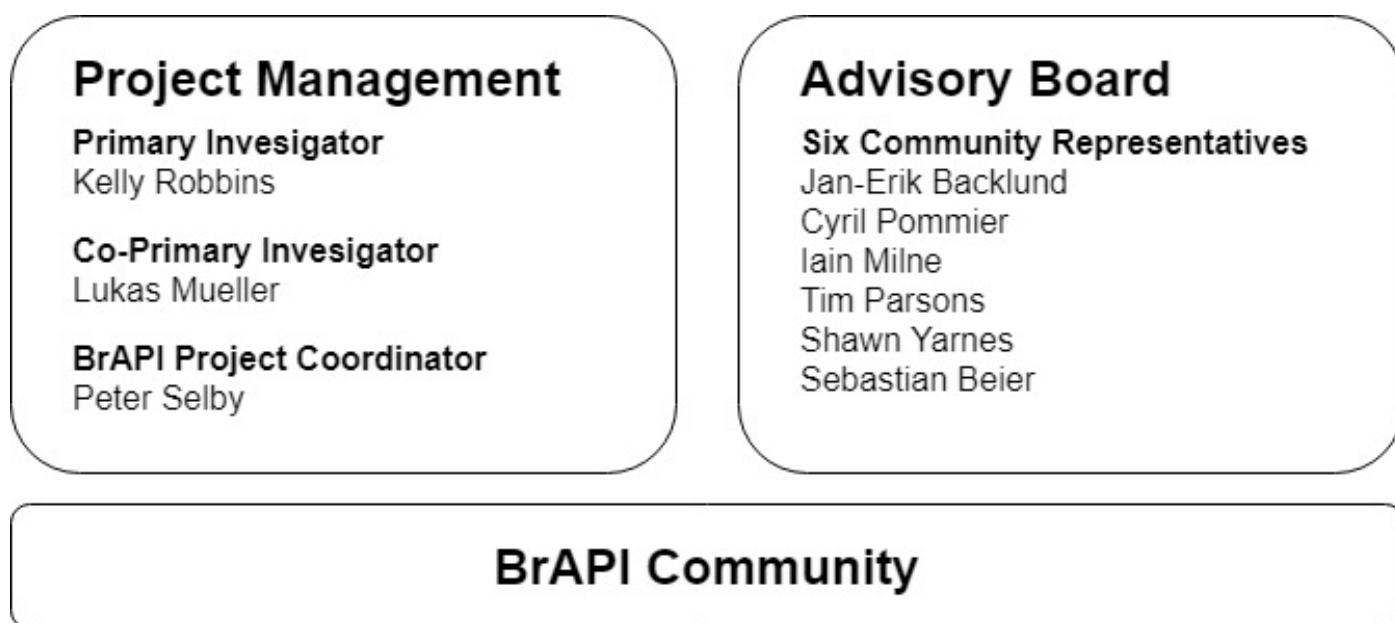 Project Management
Primary Invesigator
Kelly Robbins
Co-Primary Invesigator
Lukas Mueller
BrAPI Project Coordinator
Peter Selby
Advisory Board
Six Community Representatives
Jan-Erik Backlund
Cyril Pommier
Iain Milne
Tim Parsons
Shawn Yarnes
Sebastian Beier
BrAPI Community